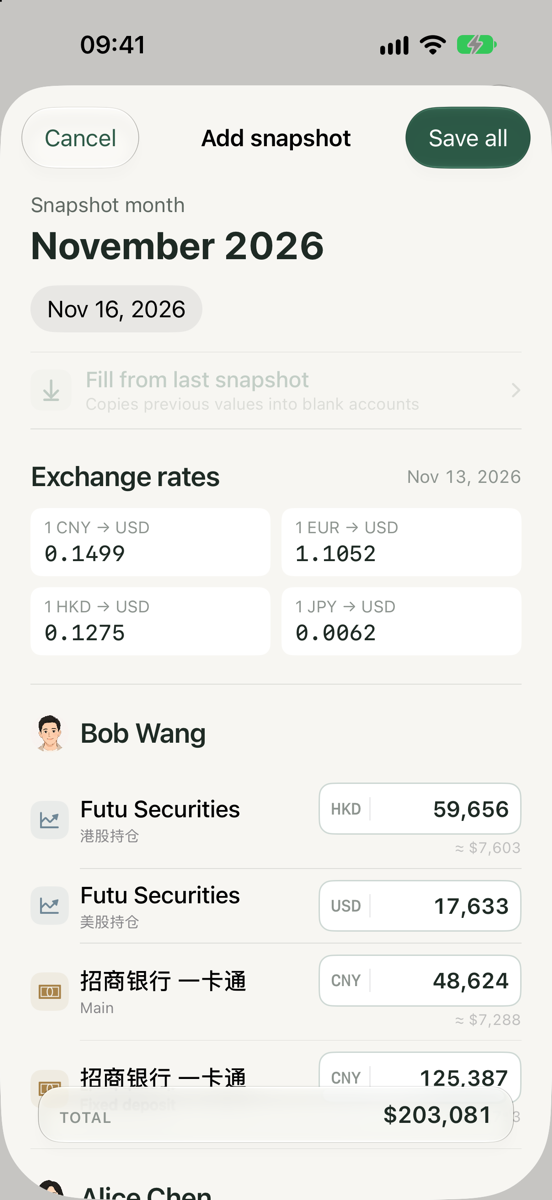 09:41
Cancel
Add snapshot
Save all
Snapshot month
November 2026
Nov 16, 2026
Fill from last snapshot
Copies previous values into blank accounts
Exchange rates
Nov 13, 2026
1 CNY → USD
1 EUR → USD
0.1499
1.1052
1 HKD → USD
1 JPY → USD
0.1275
0.0062
Bob Wang
Futu Securities
HKD
59,656
港股持仓
≈ $7,603
Futu Securities
USD
17,633
美股持仓
招商银行 一卡通
CNY
48,624
Main
≈ $7,288
招商银行 一卡通
CNY
125,387
Fixed deposit
TOTAL
$203,081
Alice Chen